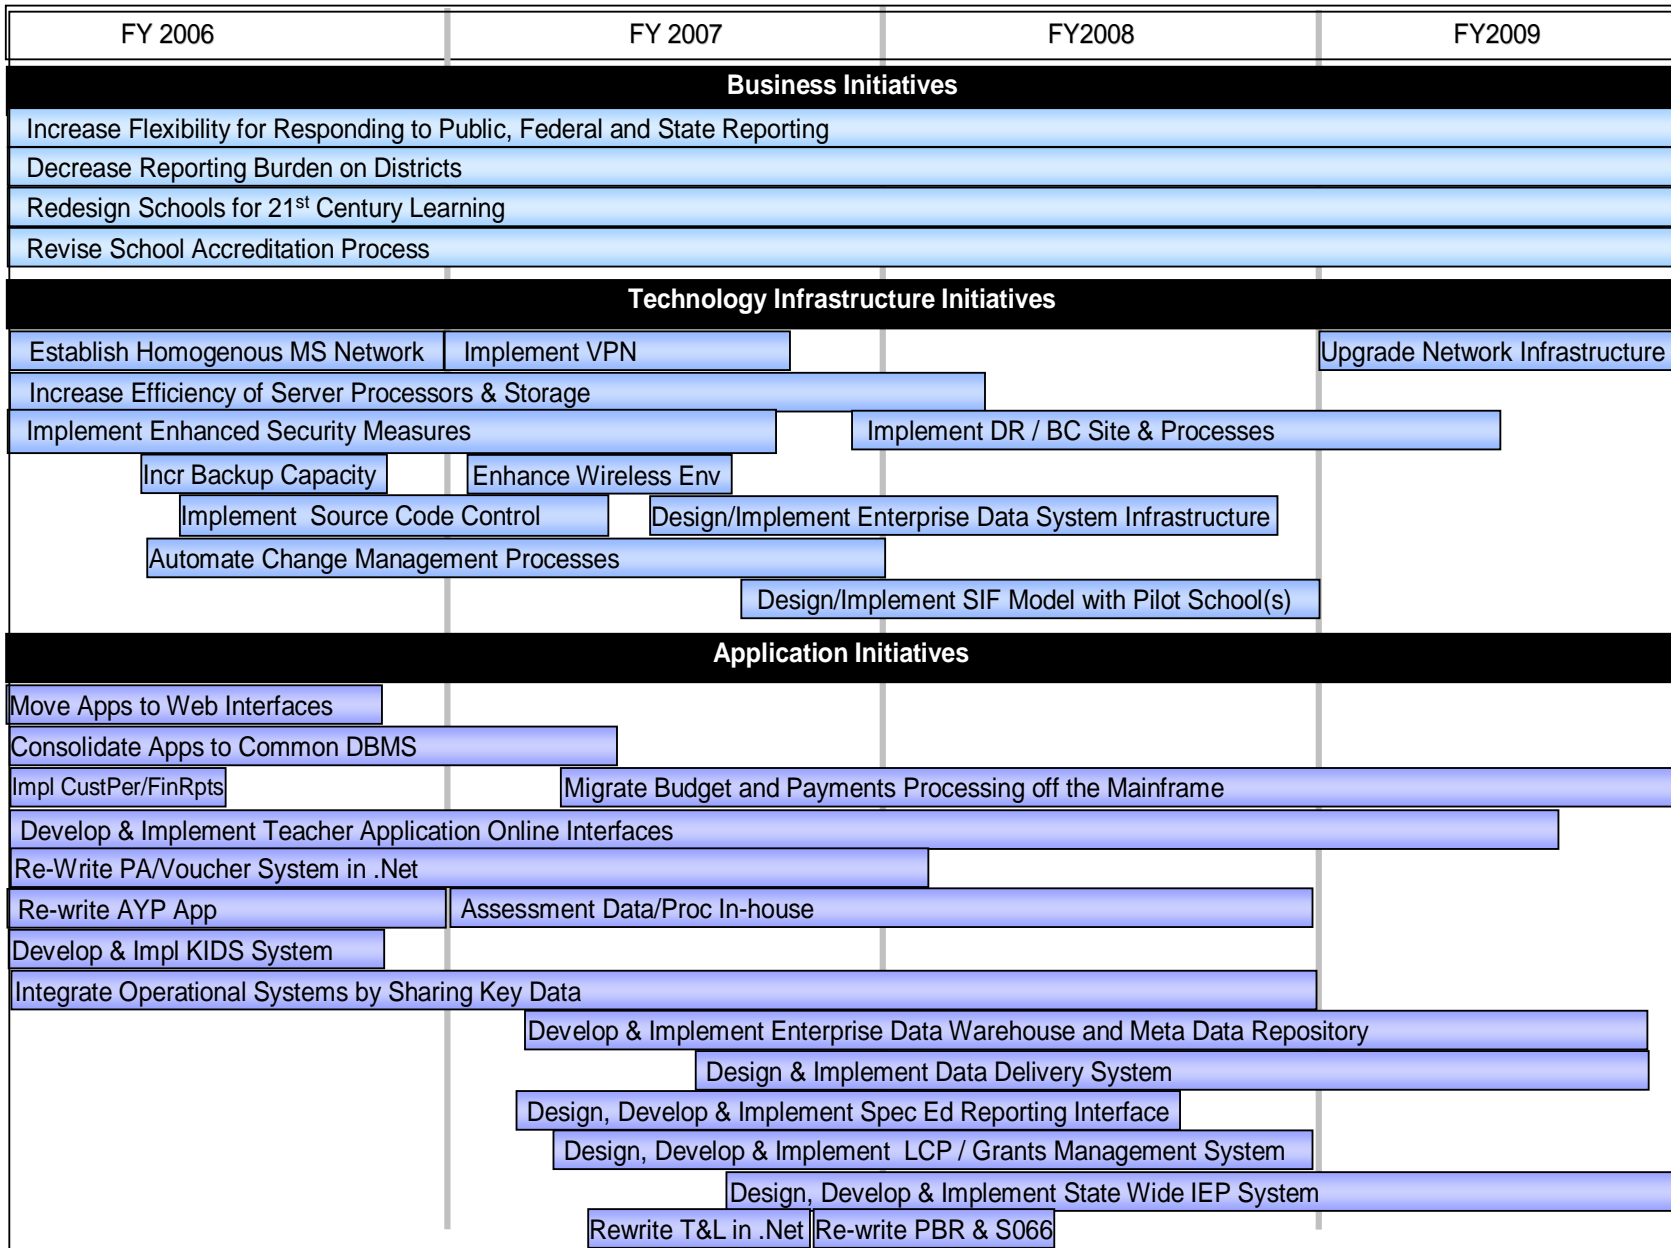 FY 2006 FY 2007 FY2008 FY2009
Business Initiatives
Increase Flexibility for Responding to Public, Federal and State Reporting
Decrease Reporting Burden on Districts
Redesign Schools for 21st Century Learning
Revise School Accreditation Process
Technology Infrastructure Initiatives
Establish Homogenous MS Network Implement VPN Upgrade Network Infrastructure
Increase Efficiency of Server Processors & Storage
Implement Enhanced Security Measures Implement DR / BC Site & Processes
Incr Backup Capacity Enhance Wireless Env
Implement Source Code Control Design/Implement Enterprise Data System Infrastructure
Automate Change Management Processes
Design/Implement SIF Model with Pilot School(s)
Application Initiatives
Move Apps to Web Interfaces
Consolidate Apps to Common DBMS
Impl CustPer/FinRpts Migrate Budget and Payments Processing off the Mainframe
Develop & Implement Teacher Application Online Interfaces
Re-Write PA/Voucher System in .Net
Re-write AYP App Assessment Data/Proc In-house
Develop & Impl KIDS System
Integrate Operational Systems by Sharing Key Data
Develop & Implement Enterprise Data Warehouse and Meta Data Repository
Design & Implement Data Delivery System
Design, Develop & Implement Spec Ed Reporting Interface
Design, Develop & Implement LCP / Grants Management System
Design, Develop & Implement State Wide IEP System
Rewrite T&L in .Net Re-write PBR & S066